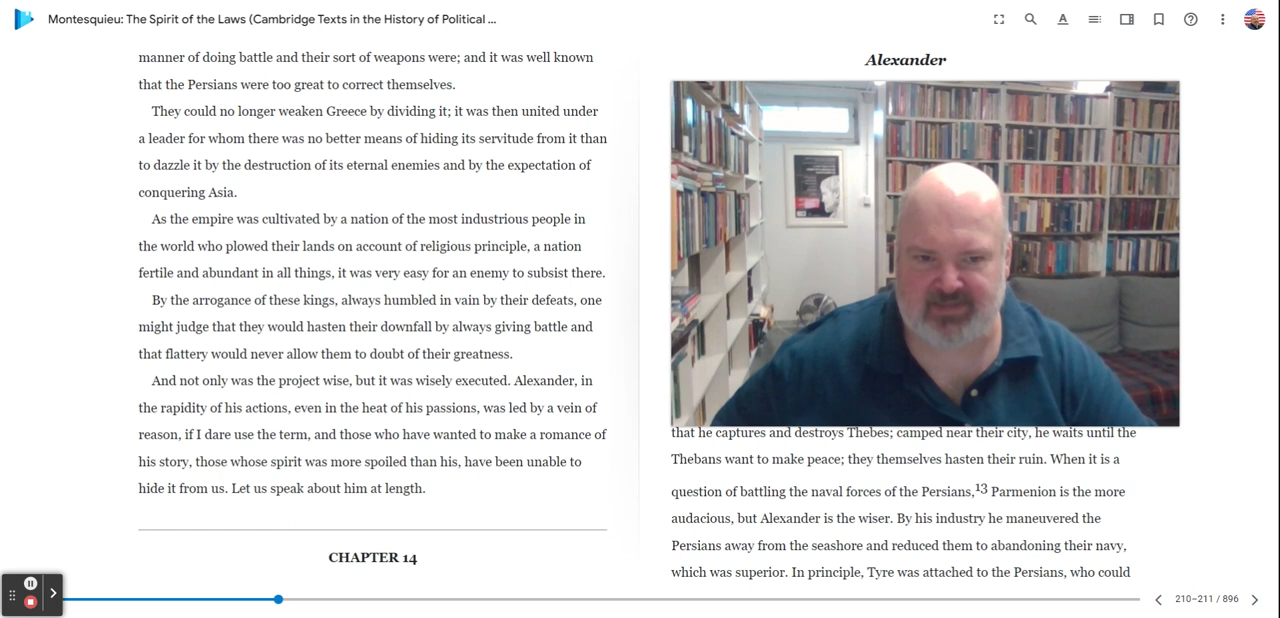 Montesquieu: The Spirit of the Laws (Cambridge Texts in the History of Political ...
manner of doing battle and their sort of weapons were; and it was well known
that the Persians were too great to correct themselves.
They could no longer weaken Greece by dividing it; it was then united under
a leader for whom there was no better means of hiding its servitude from it than
to dazzle it by the destruction of its eternal enemies and by the expectation of
conquering Asia.
As the empire was cultivated by a nation of the most industrious people in
the world who plowed their lands on account of religious principle, a nation
fertile and abundant in all things, it was very easy for an enemy to subsist there.
By the arrogance of these kings, always humbled in vain by their defeats, one
might judge that they would hasten their downfall by always giving battle and
that flattery would never allow them to doubt of their greatness.
And not only was the project wise, but it was wisely executed. Alexander, in
the rapidity of his actions, even in the heat of his passions, was led by a vein of
reason, if I dare use the term, and those who have wanted to make a romance of
his story, those whose spirit was more spoiled than his, have been unable to
hide it from us. Let us speak about him at length.
CHAPTER 14
Alexander
that he captures and destroys Thebes; camped near their city, he waits until the
Thebans want to make peace; they themselves hasten their ruin. When it is a
question of battling the naval forces of the Persians,13 Parmenion is the more
audacious, but Alexander is the wiser. By his industry he maneuvered the
Persians away from the seashore and reduced them to abandoning their navy,
which was superior. In principle, Tyre was attached to the Persians, who could
210–211 / 896